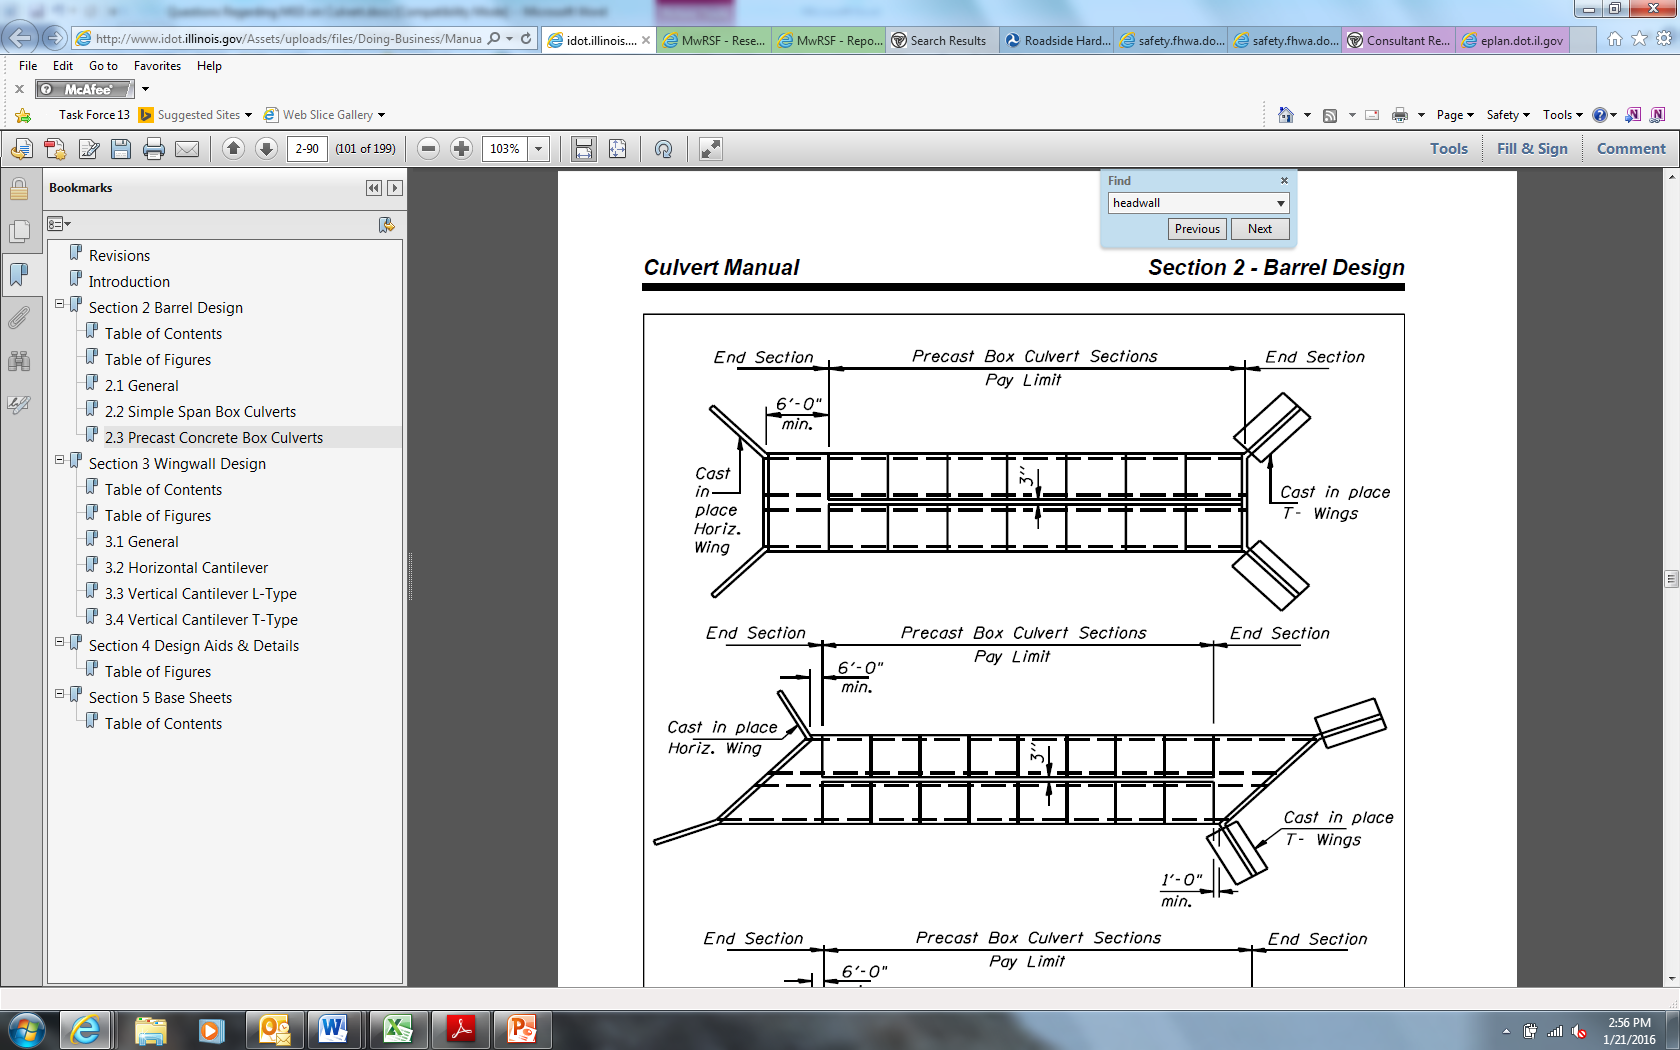 Questions Regarding MGS on Culvert.docx [Compatibility Mode] - Microsoft Word
http://www.idot.illinois.gov/Assets/uploads/files/Doing-Business/Manua
idot.illinois....
MwRSF - Rese...
MwRSF - Repo...
Search Results
Roadside Hard...
safety.fhwa.do...
safety.fhwa.do...
Consultant Re...
eplan.dot.il.gov
File Edit Go to Favorites Help
x McAfee
Task Force 13 Suggested Sites Web Slice Gallery
Page Safety Tools
2-90 (101 of 199) 103%
Tools Fill & Sign Comment
Bookmarks
Revisions
Introduction
Section 2 Barrel Design
Table of Contents
Table of Figures
2.1 General
2.2 Simple Span Box Culverts
2.3 Precast Concrete Box Culverts
Section 3 Wingwall Design
Table of Contents
Table of Figures
3.1 General
3.2 Horizontal Cantilever
3.3 Vertical Cantilever L-Type
3.4 Vertical Cantilever T-Type
Section 4 Design Aids & Details
Table of Figures
Section 5 Base Sheets
Table of Contents
Find
headwall
Previous Next
Culvert Manual Section 2 - Barrel Design
End Section Precast Box Culvert Sections End Section
Pay Limit
6'-0"
min.
3"
Cast
in
place
Horiz.
Wing
Cast in place
T- Wings
End Section Precast Box Culvert Sections End Section
Pay Limit
6'-0"
min.
Cast in place
Horiz. Wing
3"
Cast in place
T- Wings
1'-0"
min.
End Section Precast Box Culvert Sections End Section
Pay Limit
6'-0"
2:56 PM
1/21/2016